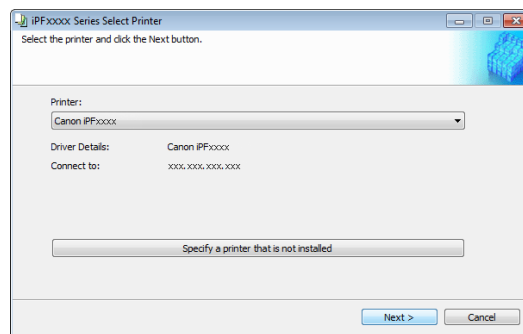 iPFxxxx Series Select Printer
Select the printer and click the Next button.
Printer:
Canon iPFxxxx
Driver Details: Canon iPFxxxx
Connect to: xxx.xxx.xxx.xxx
Specify a printer that is not installed
Next > Cancel